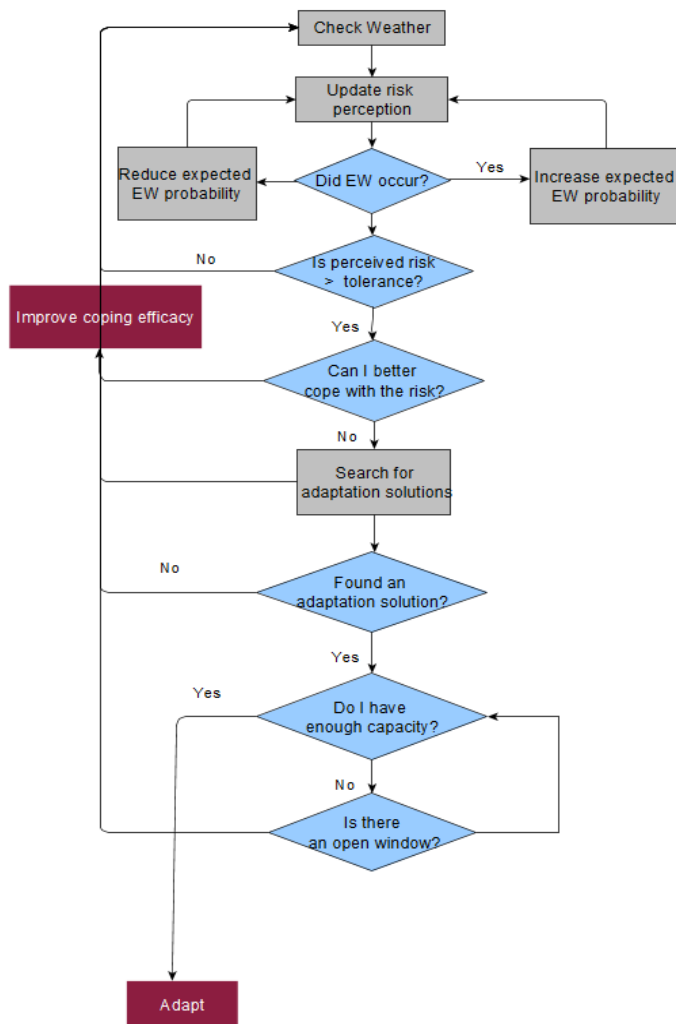 Check Weather
Update risk
perception
Reduce expected
EW probability
Did EW occur?
Yes
Increase expected
EW probability
No
Is perceived risk
> tolerance?
Improve coping efficacy
Yes
Can I better
cope with the risk?
No
Search for
adaptation solutions
No
Found an
adaptation solution?
Yes
Yes
Do I have
enough capacity?
No
Is there
an open window?
Adapt